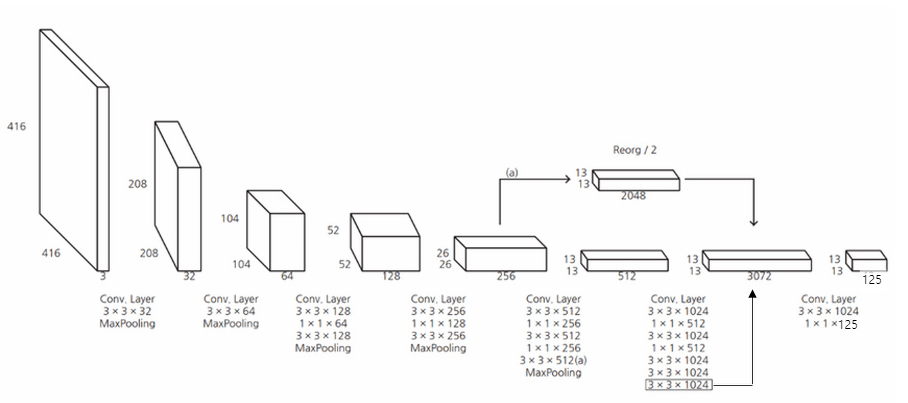 416
416
3
208
208
32
104
104
64
52
52
128
26
26
256
(a)
Reorg / 2
13
13
2048
13
13
512
13
13
3072
13
13
125
Conv. Layer
3 × 3 × 32
MaxPooling
Conv. Layer
3 × 3 × 64
MaxPooling
Conv. Layer
3 × 3 × 128
1 × 1 × 64
3 × 3 × 128
MaxPooling
Conv. Layer
3 × 3 × 256
1 × 1 × 128
3 × 3 × 256
MaxPooling
Conv. Layer
3 × 3 × 512
1 × 1 × 256
3 × 3 × 512
1 × 1 × 256
3 × 3 × 512(a)
MaxPooling
Conv. Layer
3 × 3 × 1024
1 × 1 × 512
3 × 3 × 1024
1 × 1 × 512
3 × 3 × 1024
3 × 3 × 1024
3 × 3 × 1024
Conv. Layer
3 × 3 × 1024
1 × 1 × 125